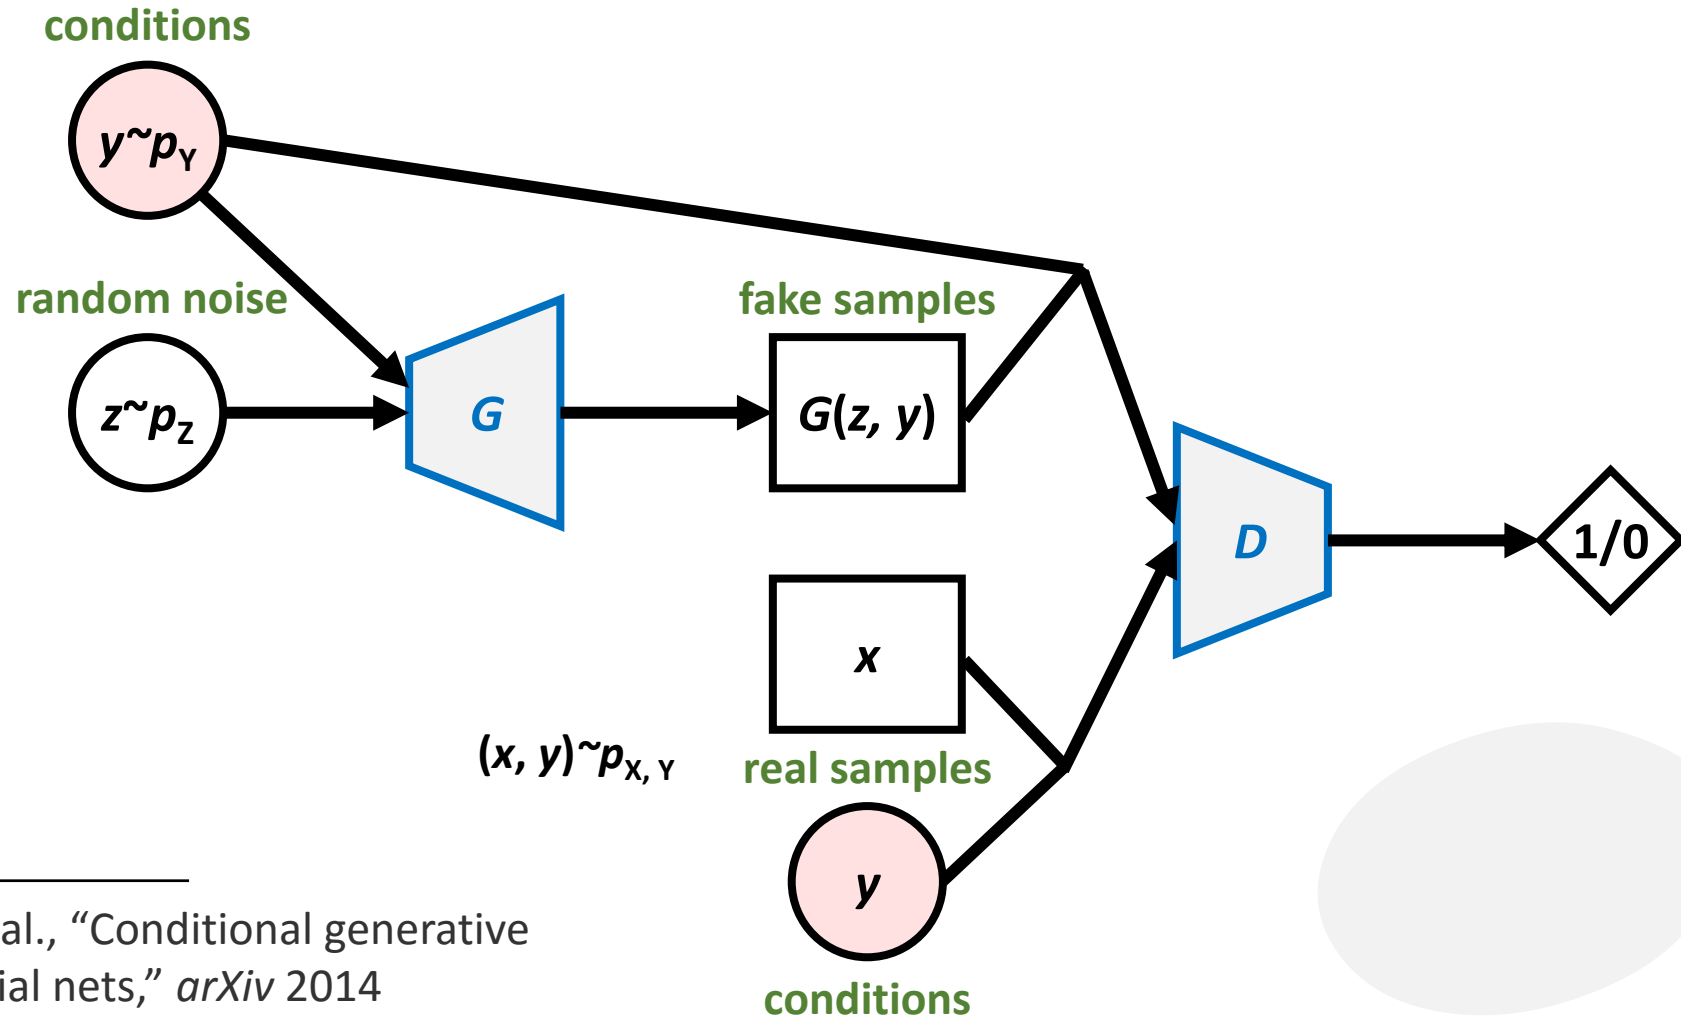 conditions
y~pY
random noise
z~pZ
G
fake samples
G(z, y)
D
1/0
x
(x, y)~pX, Y
real samples
y
conditions
al., “Conditional generative
ial nets,” arXiv 2014